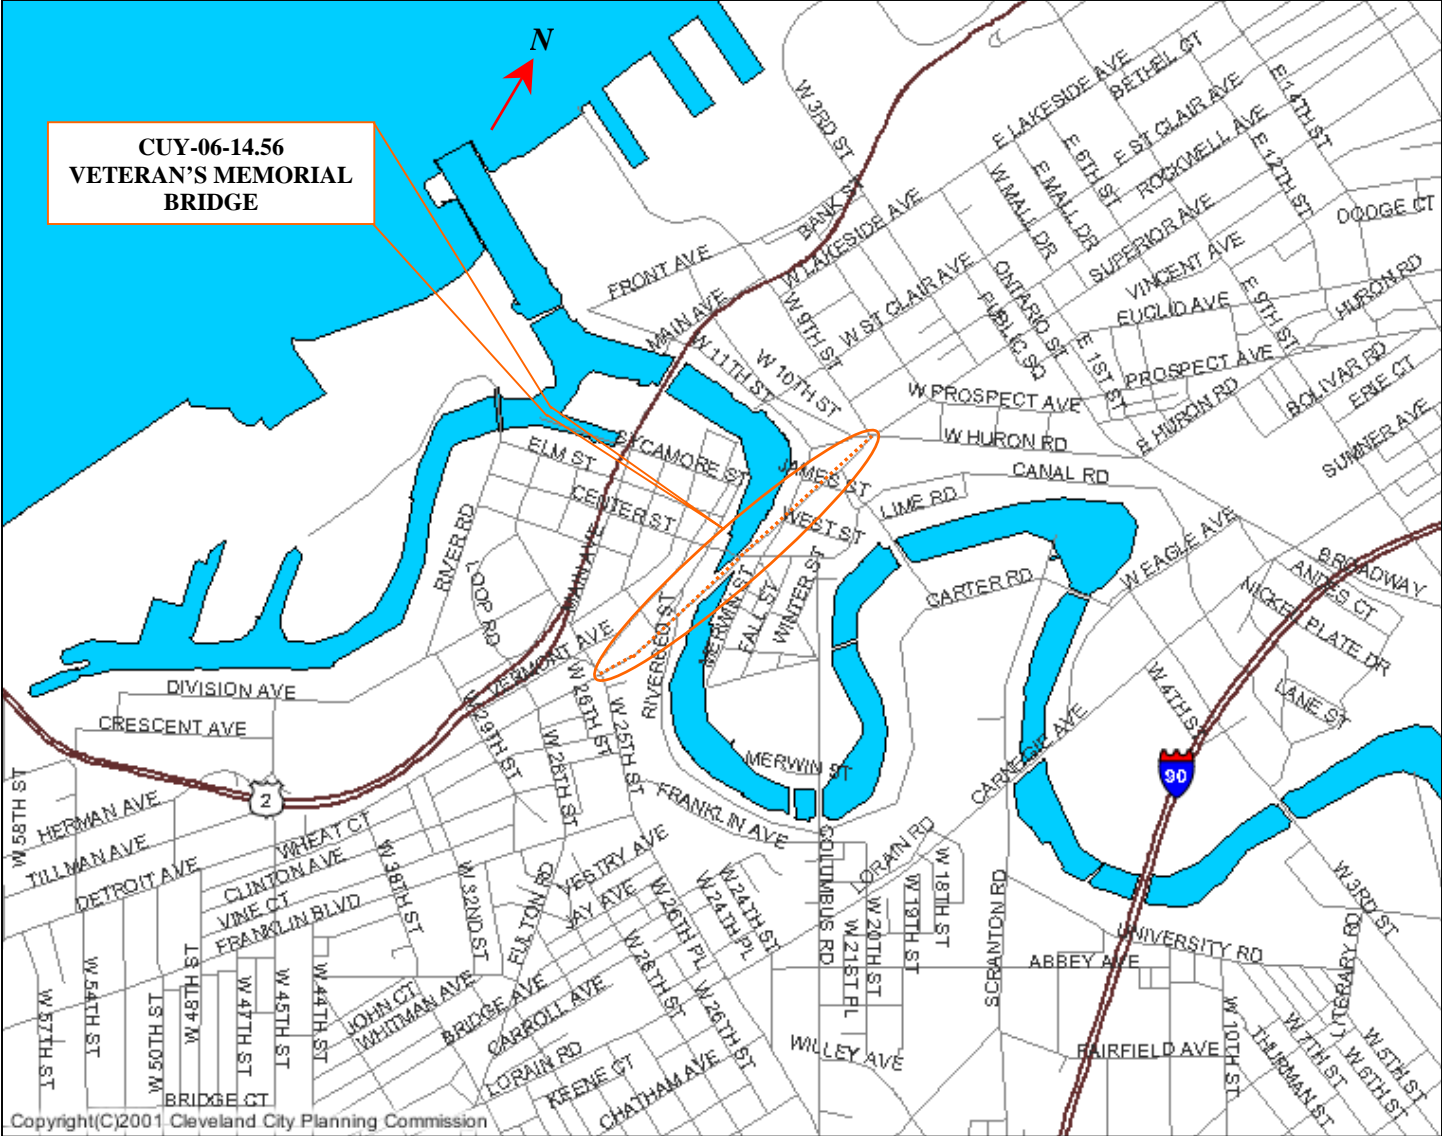 N
CUY-06-14.56
VETERAN'S MEMORIAL
BRIDGE
W 3RD ST
E LAKESIDE AVE
BETHEL CT
E 14TH ST
E ST CLAIR AVE
ROCKWELL AVE
E 6TH ST
E MALL DR
W MALL DR
E 12TH ST
DODGE CT
BANK ST
W LAKESIDE AVE
SUPERIOR AVE
VINCENT AVE
FRONT AVE
MAIN AVE
W 9TH ST
W ST CLAIR AVE
ONTARIO ST
PUBLIC SQ
EUCLID AVE
E 9TH ST
HURON RD
W 11TH ST
W 10TH ST
E 1ST ST
PROSPECT AVE
W PROSPECT AVE
E HURON RD
BOLIVAR RD
ERIE CT
W HURON RD
SUMNER AVE
SYCAMORE ST
ELM ST
CENTER ST
JAMES ST
CANAL RD
LIME RD
WEST ST
RIVER RD
MAIN AVE
W EAGLE AVE
BROADWAY
LOOP RD
MERWIN ST
FALL ST
WINTER ST
CARTER RD
NICKEL PLATE DR
RIVERBED ST
VERMONT AVE
DIVISION AVE
W 26TH ST
W 25TH ST
W 4TH ST
LANE ST
CRESCENT AVE
W 29TH ST
W 28TH ST
CARNEGIE AVE
MERWIN ST
90
2
W 58TH ST
HERMAN AVE
FRANKLIN AVE
TILLMAN AVE
WHEAT CT
DETROIT AVE
CLINTON AVE
VINE CT
FRANKLIN BLVD
W 38TH ST
W 32ND ST
FULTON RD
VESTRY AVE
JAY AVE
W 26TH PL
W 24TH PL
W 24TH ST
COLUMBUS RD
LORAIN RD
W 18TH ST
W 19TH ST
W 20TH ST
W 21ST PL
SCRANTON RD
W 3RD ST
UNIVERSITY RD
ABBEY AVE
LITERARY RD
W 57TH ST
W 54TH ST
W 50TH ST
W 48TH ST
W 47TH ST
W 45TH ST
W 44TH ST
JOHN CT
WHITMAN AVE
BRIDGE AVE
CARROLL AVE
W 26TH ST
W 26TH ST
LORAIN RD
KEENE CT
CHATHAM AVE
WILLEY AVE
FAIRFIELD AVE
W 10TH ST
THURMAN ST
W 7TH ST
W 6TH ST
W 5TH ST
BRIDGE CT
Copyright(C)2001 Cleveland City Planning Commission